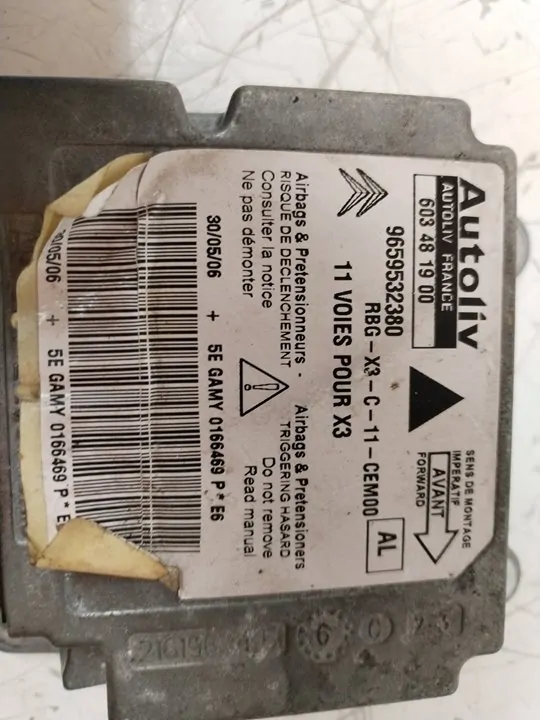 Autoliv
AUTOLIV FRANCE
603 48 19 00
SENS DE MONTAGE
IMPERATIF
AVANT
FORWARD
9659532380
RBG-X3-C-11-CEM00
AL
11 VOIES POUR X3
Airbags & Pretensionneurs -
RISQUE DE DECLENCHEMENT
Consulter la notice
Ne pas démonter
Airbags & Pretensioners
TRIGGERING HASARD
Do not remove
Read manual
30/05/06 + 5E GAMY 0166469 P * E6
/05/06 + 5E GAMY 0166469 P * E